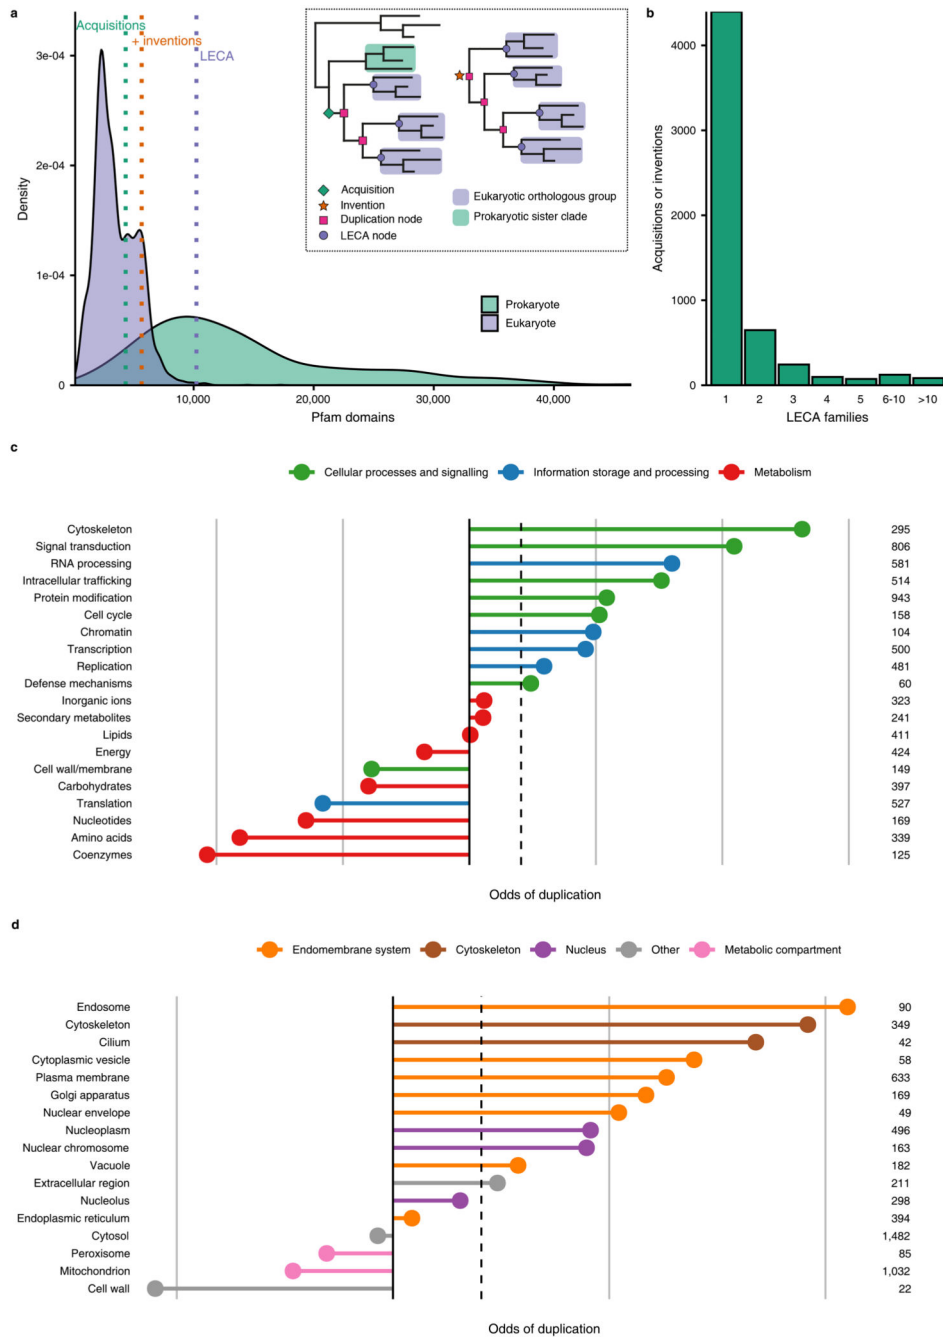 a
Acquisitions
+ inventions
LECA
3e-04
2e-04
1e-04
0
Density
10,000
20,000
30,000
40,000
Pfam domains
Acquisition
Invention
Duplication node
LECA node
Eukaryotic orthologous group
Prokaryotic sister clade
Prokaryote
Eukaryote
b
Acquisitions or inventions
4000
3000
2000
1000
0
1 2 3 4 5 6-10 >10
LECA families
c
Cellular processes and signalling
Information storage and processing
Metabolism
Cytoskeleton 295
Signal transduction 806
RNA processing 581
Intracellular trafficking 514
Protein modification 943
Cell cycle 158
Chromatin 104
Transcription 500
Replication 481
Defense mechanisms 60
Inorganic ions 323
Secondary metabolites 241
Lipids 411
Energy 424
Cell wall/membrane 149
Carbohydrates 397
Translation 527
Nucleotides 169
Amino acids 339
Coenzymes 125
Odds of duplication
d
Endomembrane system
Cytoskeleton
Nucleus
Other
Metabolic compartment
Endosome 90
Cytoskeleton 349
Cilium 42
Cytoplasmic vesicle 58
Plasma membrane 633
Golgi apparatus 169
Nuclear envelope 49
Nucleoplasm 496
Nuclear chromosome 163
Vacuole 182
Extracellular region 211
Nucleolus 298
Endoplasmic reticulum 394
Cytosol 1,482
Peroxisome 85
Mitochondrion 1,032
Cell wall 22
Odds of duplication